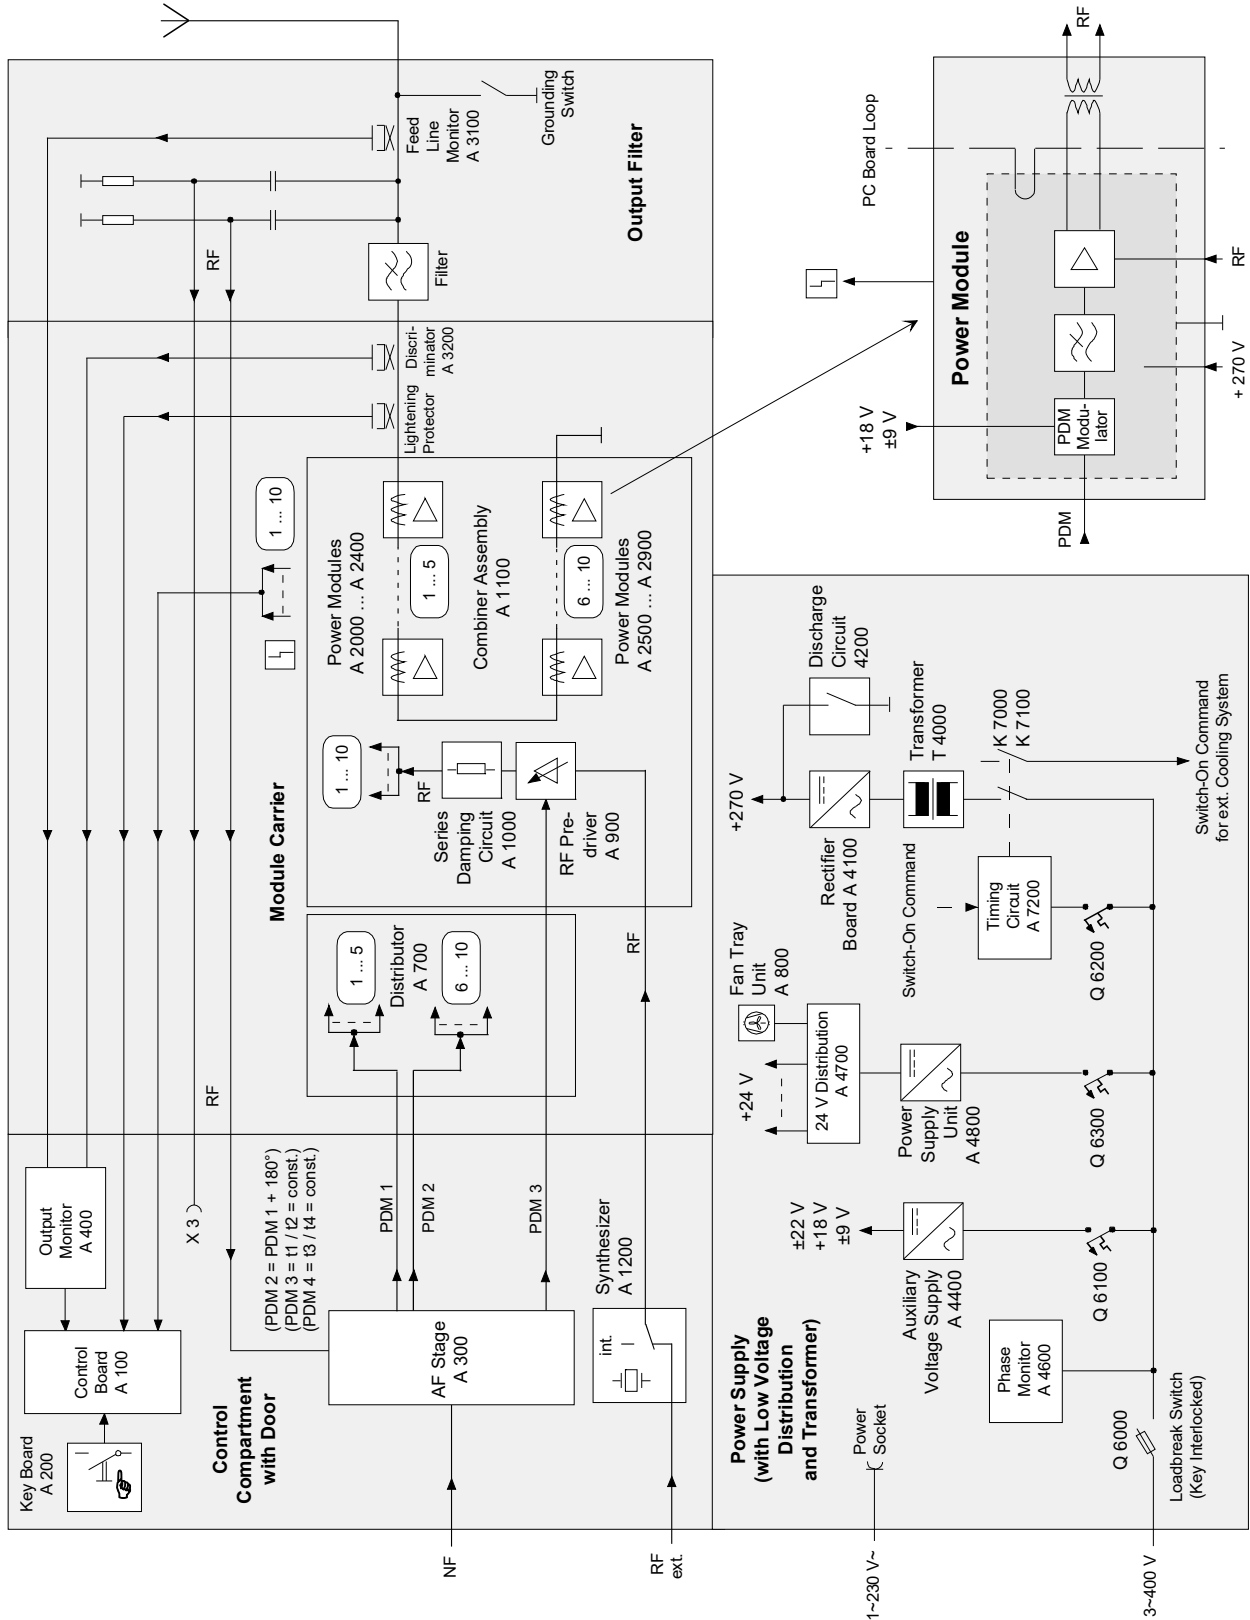 Key Board
A 200
Control
Board
A 100
Output
Monitor
A 400
X 3
RF
RF
RF
Control
Compartment
with Door
(PDM 2 = PDM 1 + 180°)
(PDM 3 = t1 / t2 = const.)
(PDM 4 = t3 / t4 = const.)
NF
AF Stage
A 300
PDM 1
PDM 2
PDM 3
RF
ext.
int.
Synthesizer
A 1200
RF
Module Carrier
1 ... 5
Distributor
A 700
6 ... 10
1 ... 10
Series
Damping
Circuit
A 1000
RF Pre-
driver
A 900
1 ... 10
Power Modules
A 2000 ... A 2400
1 ... 5
Combiner Assembly
A 1100
6 ... 10
Power Modules
A 2500 ... A 2900
Lightening
Protector
Discri-
minator
A 3200
Filter
Feed
Line
Monitor
A 3100
Grounding
Switch
Output Filter
Power Supply
(with Low Voltage
Distribution
and Transformer)
1~230 V~
Power
Socket
3~400 V
Q 6000
Loadbreak Switch
(Key Interlocked)
Phase
Monitor
A 4600
±22 V
+18 V
±9 V
Auxiliary
Voltage Supply
A 4400
Q 6100
+24 V
Fan Tray
Unit
A 800
24 V Distribution
A 4700
Power
Supply
Unit
A 4800
Q 6300
+270 V
Rectifier
Board A 4100
Discharge
Circuit
4200
Transformer
T 4000
Switch-On Command
Timing
Circuit
A 7200
K 7000
K 7100
Q 6200
Switch-On Command
for ext. Cooling System
PC Board Loop
Power Module
+18 V
±9 V
PDM
PDM
Modu-
lator
+ 270 V
RF
RF